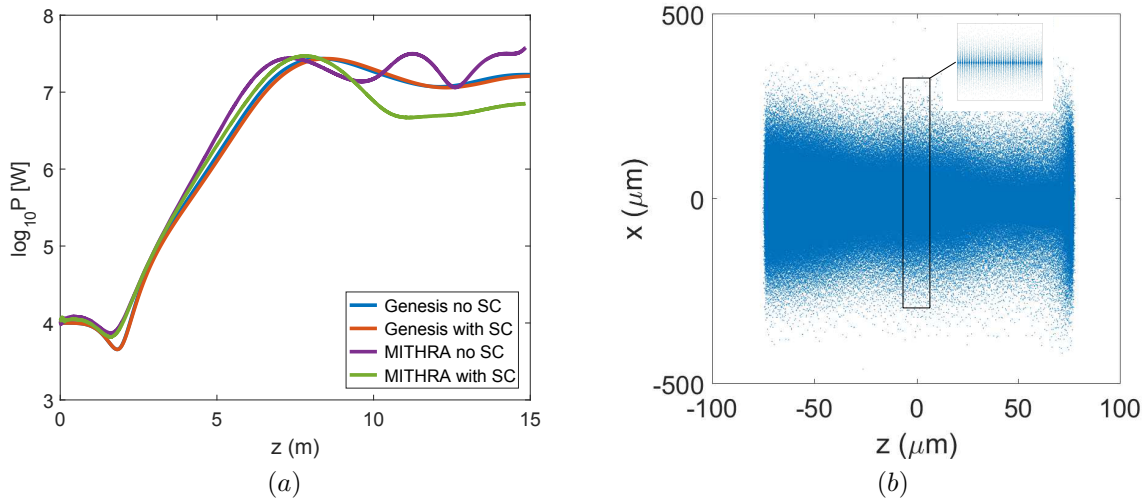 8
7
6
5
4
3
log₁₀P [W]
0
5
10
15
z (m)
Genesis no SC
Genesis with SC
MITHRA no SC
MITHRA with SC
(a)
500
0
-500
x (μm)
-100
-50
0
50
100
z (μm)
(b)